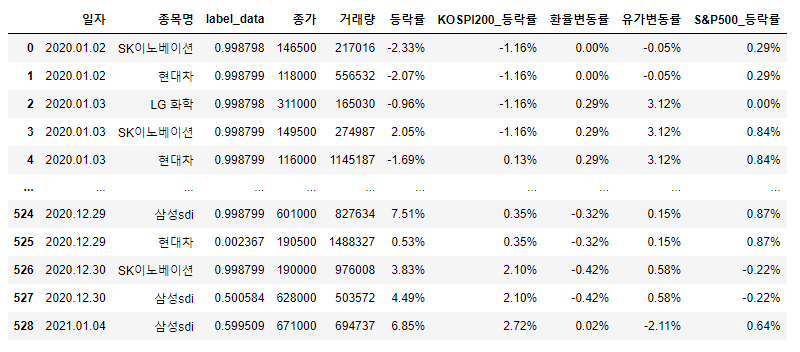 일자 종목명 label_data 종가 거래량 등락률 KOSPI200_등락률 환율변동률 유가변동률 S&P500_등락률
0 2020.01.02 SK이노베이션 0.998798 146500 217016 -2.33% -1.16% 0.00% -0.05% 0.29%
1 2020.01.02 현대차 0.998799 118000 556532 -2.07% -1.16% 0.00% -0.05% 0.29%
2 2020.01.03 LG 화학 0.998798 311000 165030 -0.96% -1.16% 0.29% 3.12% 0.00%
3 2020.01.03 SK이노베이션 0.998799 149500 274987 2.05% -1.16% 0.29% 3.12% 0.84%
4 2020.01.03 현대차 0.998799 116000 1145187 -1.69% 0.13% 0.29% 3.12% 0.84%
... ... ... ... ... ... ... ... ... ... ...
524 2020.12.29 삼성sdi 0.998799 601000 827634 7.51% 0.35% -0.32% 0.15% 0.87%
525 2020.12.29 현대차 0.002367 190500 1488327 0.53% 0.35% -0.32% 0.15% 0.87%
526 2020.12.30 SK이노베이션 0.998799 190000 976008 3.83% 2.10% -0.42% 0.58% -0.22%
527 2020.12.30 삼성sdi 0.500584 628000 503572 4.49% 2.10% -0.42% 0.58% -0.22%
528 2021.01.04 삼성sdi 0.599509 671000 694737 6.85% 2.72% 0.02% -2.11% 0.64%